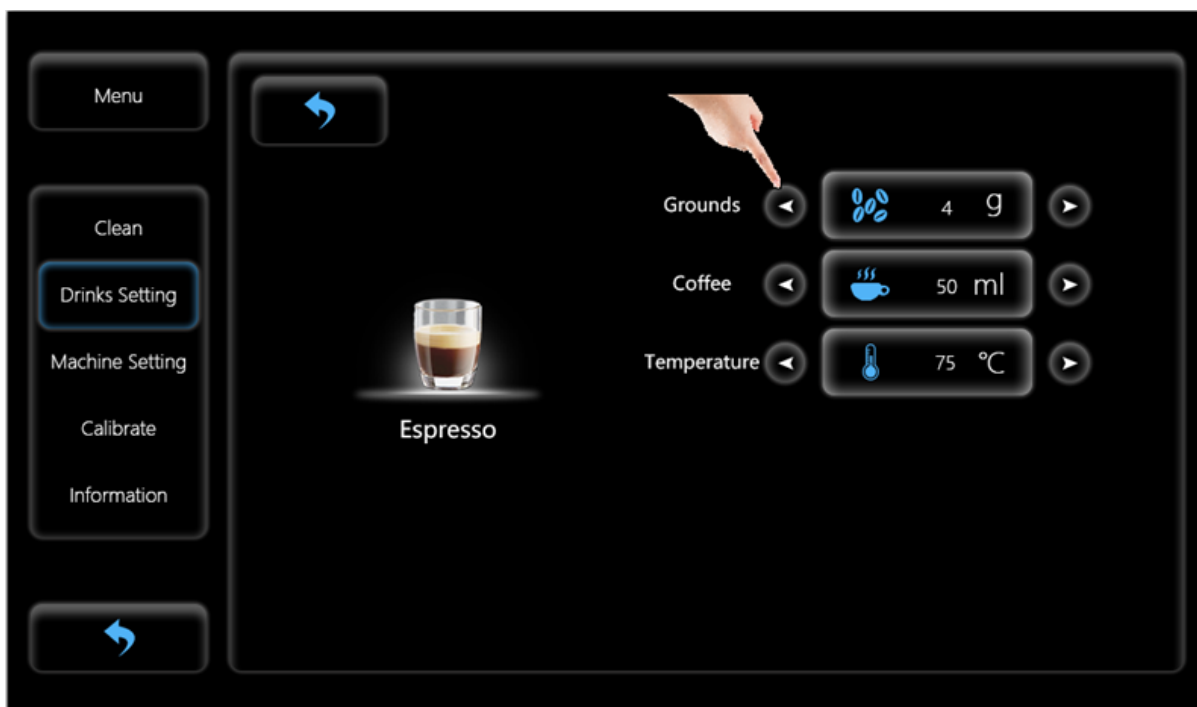 Menu
Clean
Drinks Setting
Machine Setting
Calibrate
Information
Grounds 4 g
Coffee 50 ml
Temperature 75 °C
Espresso